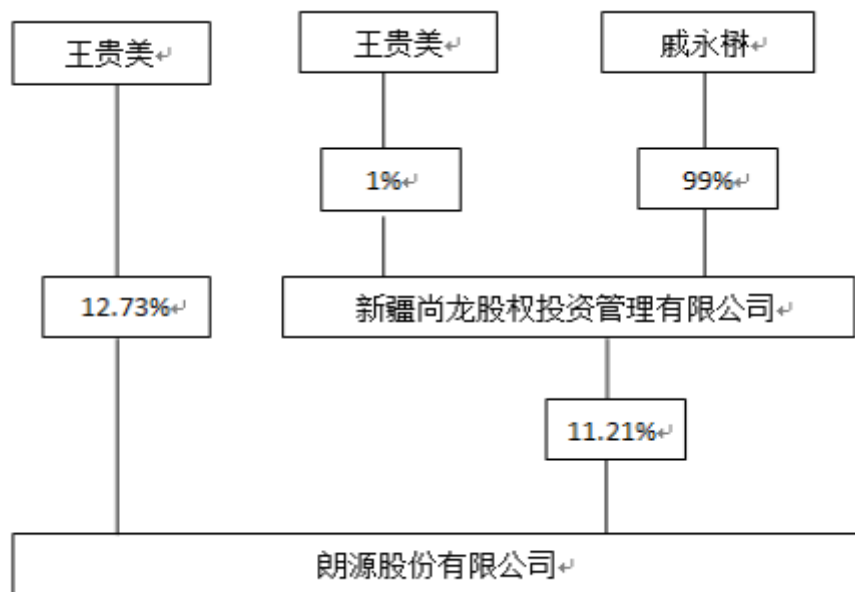 王贵美
王贵美
戚永楙
1%
99%
12.73%
新疆尚龙股权投资管理有限公司
11.21%
朗源股份有限公司